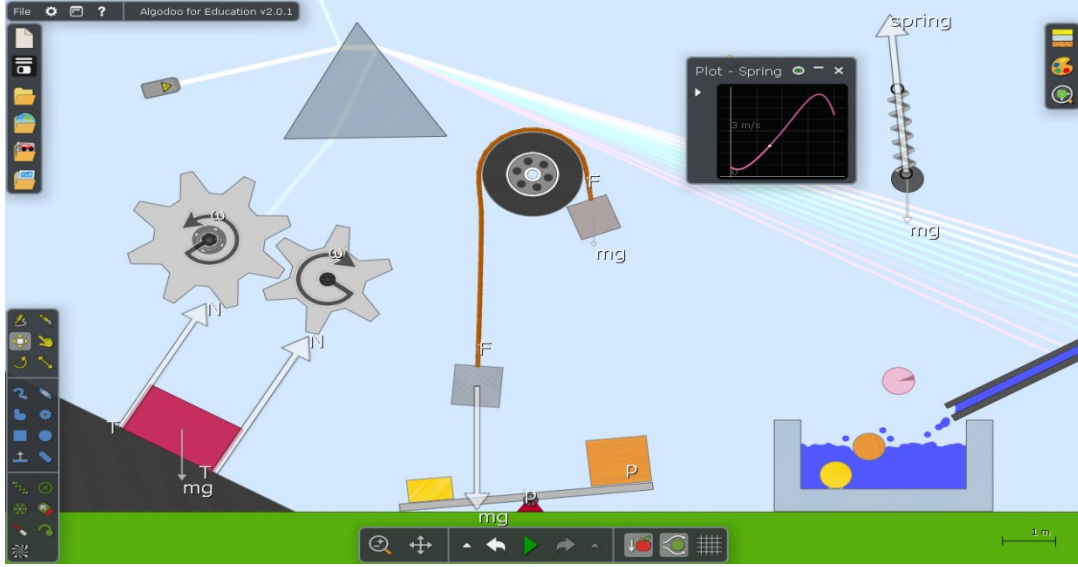 File ? Algodoo for Education v2.0.1
spring
Plot - Spring
3 m/s
0
mg
F
mg
ω
ω
N
N
F
T
T
mg
P
P
mg
1 m